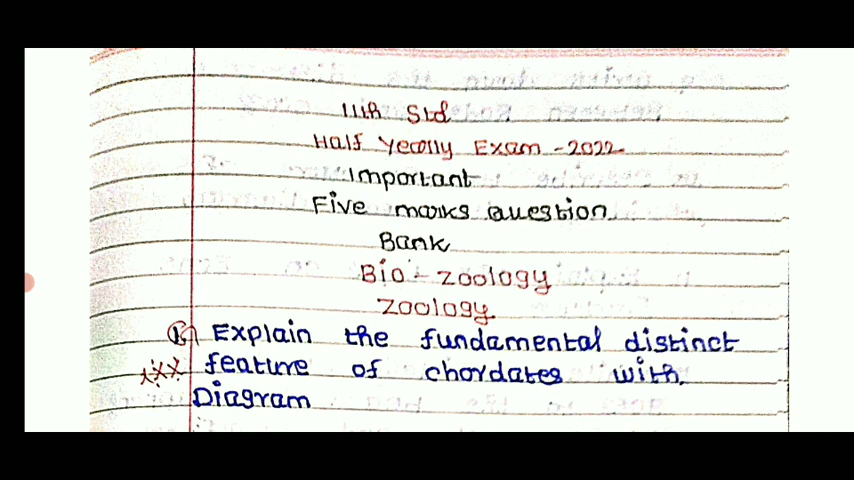 11th Std
Half Yearly Exam - 2022
Important
Five marks question
Bank
Bio - Zoology
Zoology
1. Explain the fundamental distinct
xxx feature of chordates with
Diagram